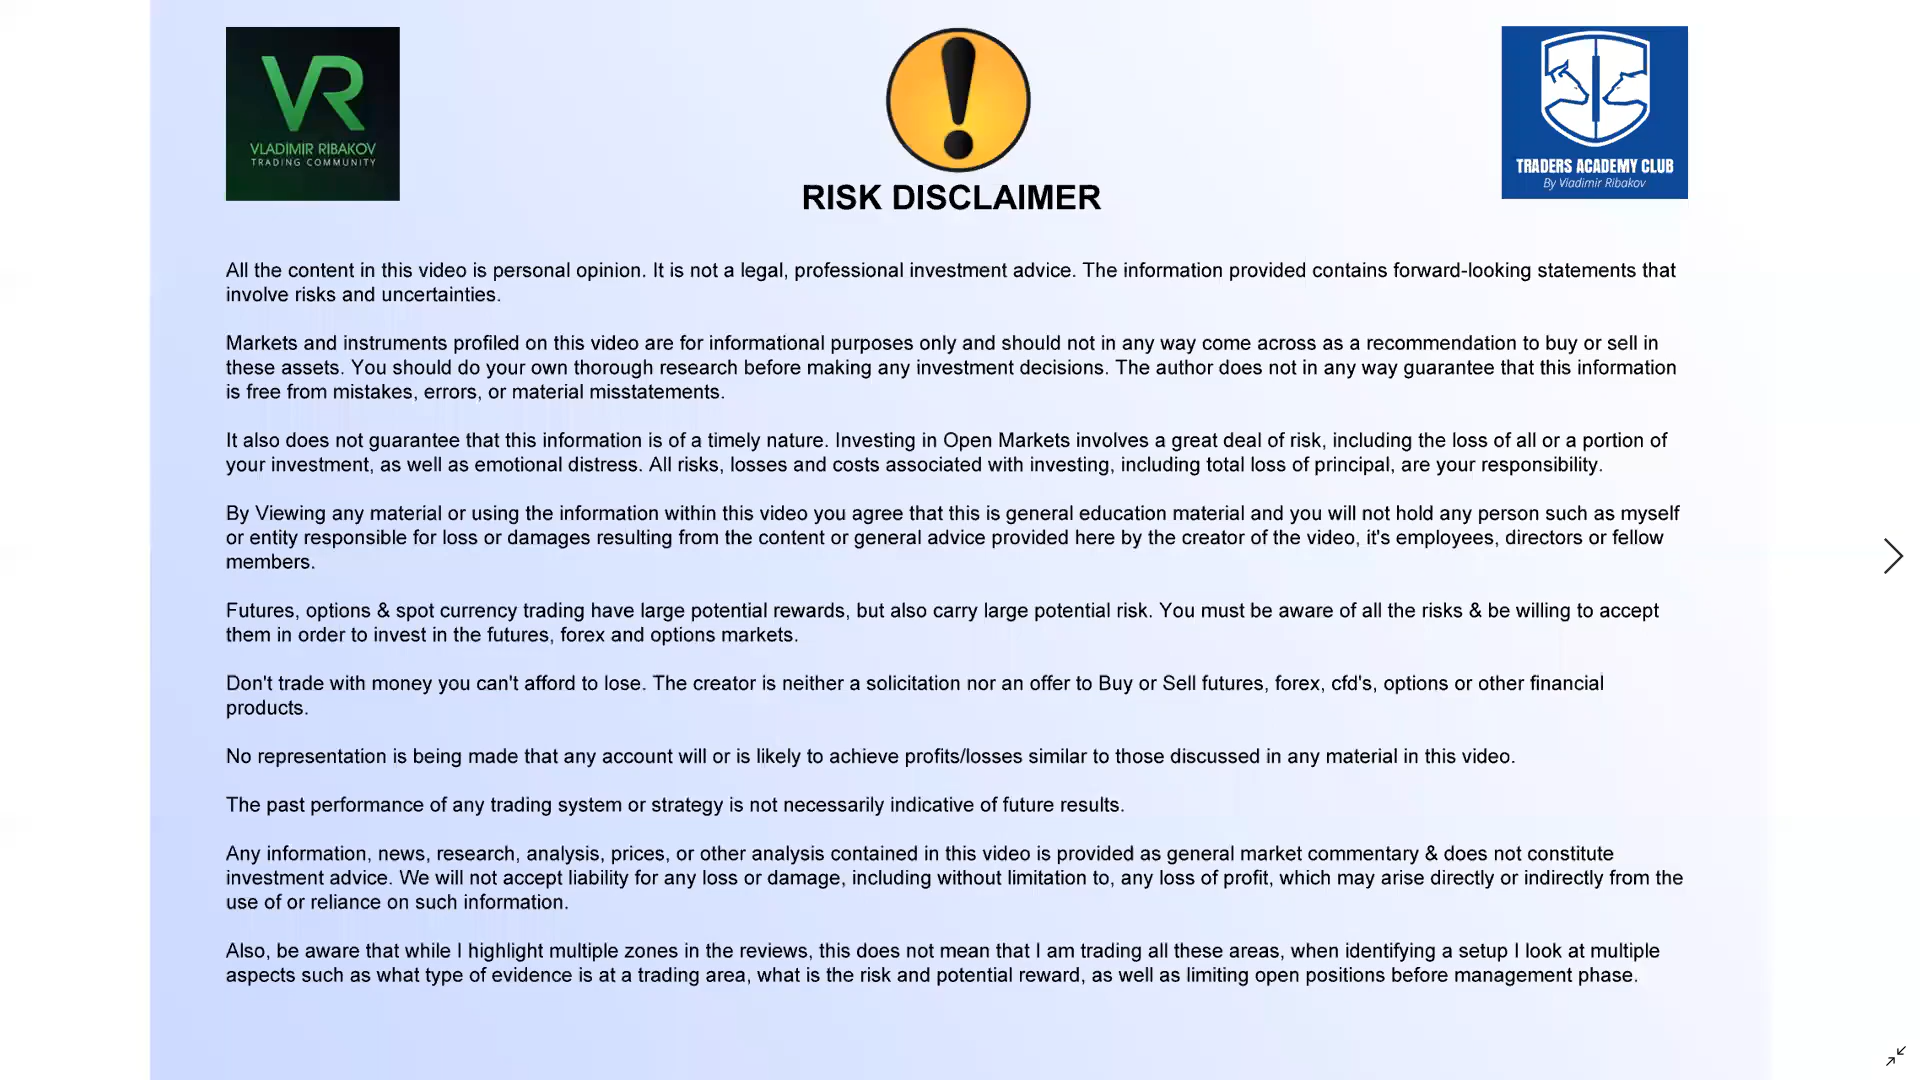 VR
VLADIMIR RIBAKOV
TRADING COMMUNITY
TRADERS ACADEMY CLUB
By Vladimir Ribakov
RISK DISCLAIMER
All the content in this video is personal opinion. It is not a legal, professional investment advice. The information provided contains forward-looking statements that
involve risks and uncertainties.
Markets and instruments profiled on this video are for informational purposes only and should not in any way come across as a recommendation to buy or sell in
these assets. You should do your own thorough research before making any investment decisions. The author does not in any way guarantee that this information
is free from mistakes, errors, or material misstatements.
It also does not guarantee that this information is of a timely nature. Investing in Open Markets involves a great deal of risk, including the loss of all or a portion of
your investment, as well as emotional distress. All risks, losses and costs associated with investing, including total loss of principal, are your responsibility.
By Viewing any material or using the information within this video you agree that this is general education material and you will not hold any person such as myself
or entity responsible for loss or damages resulting from the content or general advice provided here by the creator of the video, it's employees, directors or fellow
members.
Futures, options & spot currency trading have large potential rewards, but also carry large potential risk. You must be aware of all the risks & be willing to accept
them in order to invest in the futures, forex and options markets.
Don't trade with money you can't afford to lose. The creator is neither a solicitation nor an offer to Buy or Sell futures, forex, cfd's, options or other financial
products.
No representation is being made that any account will or is likely to achieve profits/losses similar to those discussed in any material in this video.
The past performance of any trading system or strategy is not necessarily indicative of future results.
Any information, news, research, analysis, prices, or other analysis contained in this video is provided as general market commentary & does not constitute
investment advice. We will not accept liability for any loss or damage, including without limitation to, any loss of profit, which may arise directly or indirectly from the
use of or reliance on such information.
Also, be aware that while I highlight multiple zones in the reviews, this does not mean that I am trading all these areas, when identifying a setup I look at multiple
aspects such as what type of evidence is at a trading area, what is the risk and potential reward, as well as limiting open positions before management phase.